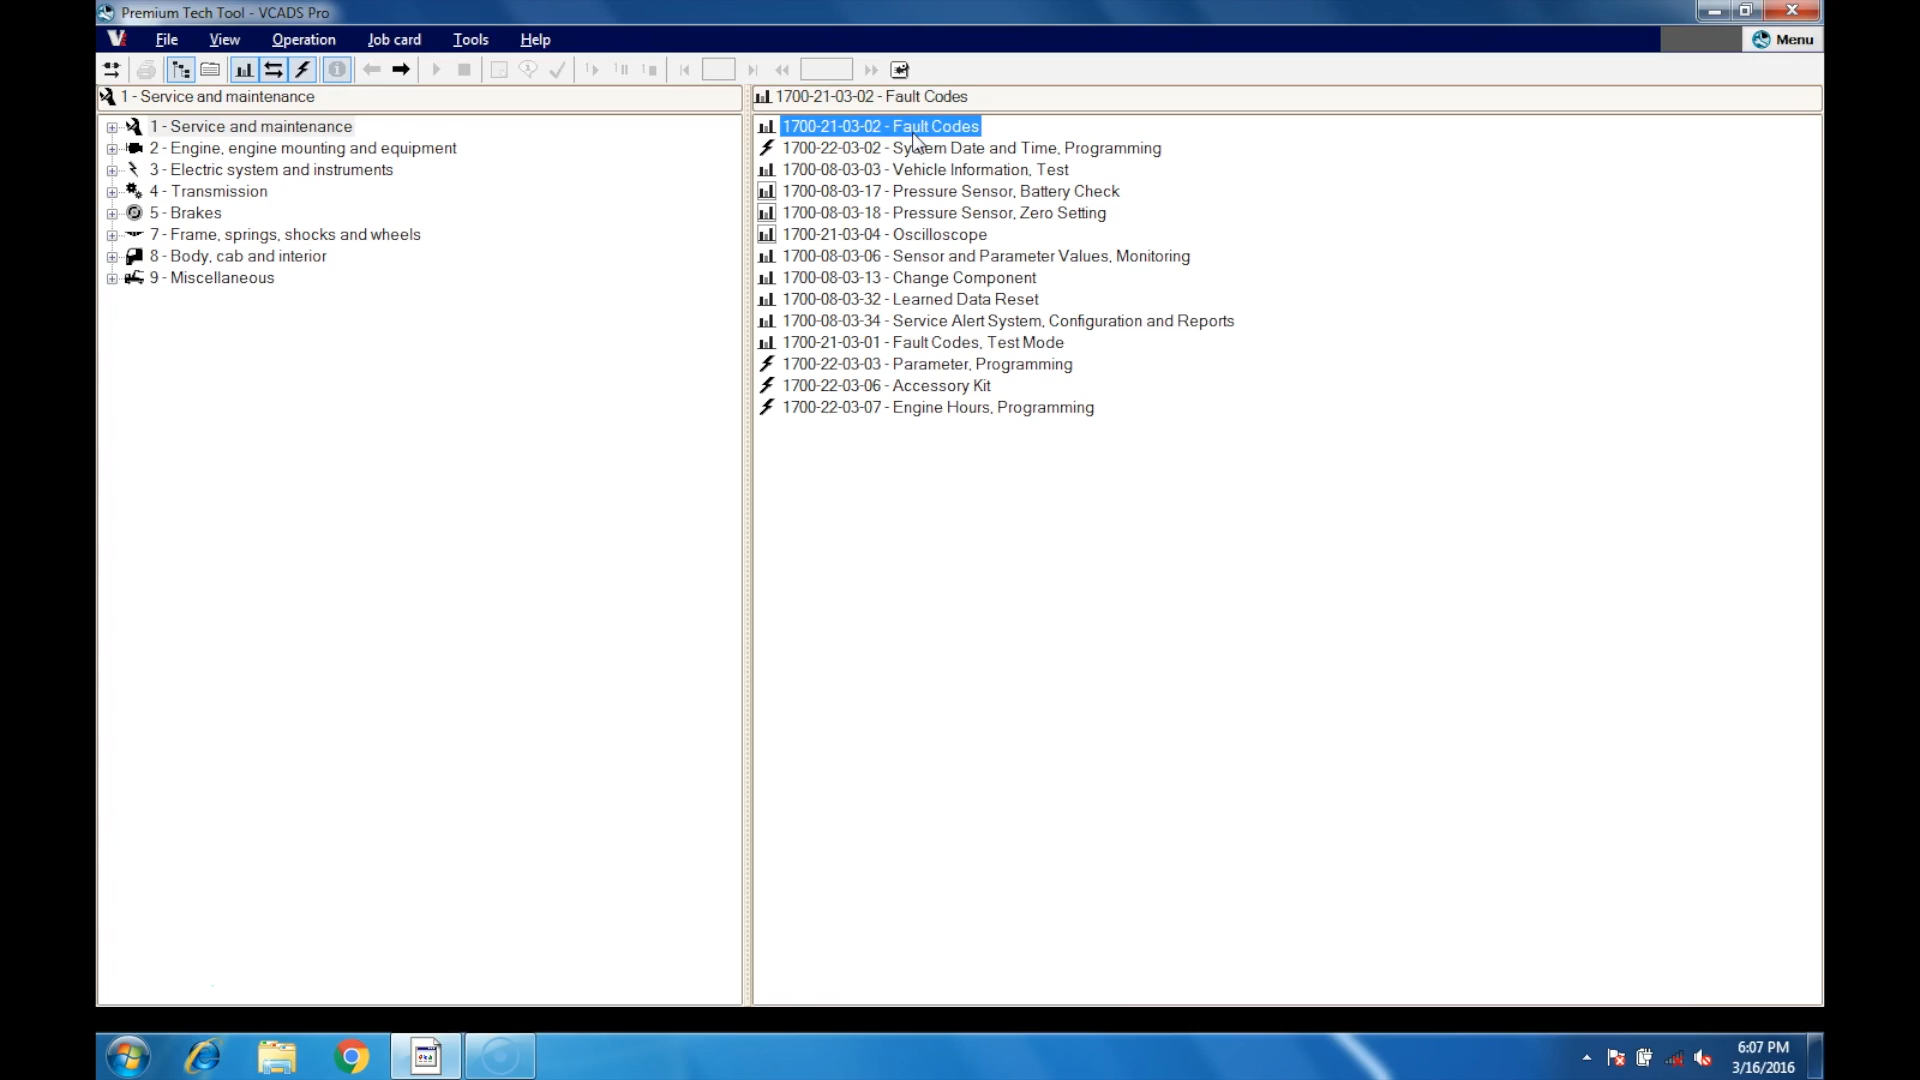 Premium Tech Tool - VCADS Pro
File View Operation Job card Tools Help
Menu
1 - Service and maintenance
1700-21-03-02 - Fault Codes
1 - Service and maintenance
2 - Engine, engine mounting and equipment
3 - Electric system and instruments
4 - Transmission
5 - Brakes
7 - Frame, springs, shocks and wheels
8 - Body, cab and interior
9 - Miscellaneous
1700-21-03-02 - Fault Codes
1700-22-03-02 - System Date and Time, Programming
1700-08-03-03 - Vehicle Information, Test
1700-08-03-17 - Pressure Sensor, Battery Check
1700-08-03-18 - Pressure Sensor, Zero Setting
1700-21-03-04 - Oscilloscope
1700-08-03-06 - Sensor and Parameter Values, Monitoring
1700-08-03-13 - Change Component
1700-08-03-32 - Learned Data Reset
1700-08-03-34 - Service Alert System, Configuration and Reports
1700-21-03-01 - Fault Codes, Test Mode
1700-22-03-03 - Parameter, Programming
1700-22-03-06 - Accessory Kit
1700-22-03-07 - Engine Hours, Programming
6:07 PM
3/16/2016